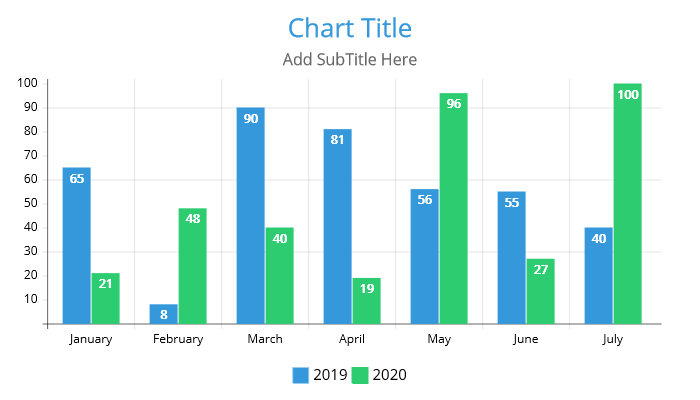 Chart Title
Add SubTitle Here
100
90
80
70
60
50
40
30
20
10
65 21 8 48 90 40 81 19 56 96 55 27 40 100
January February March April May June July
2019 2020